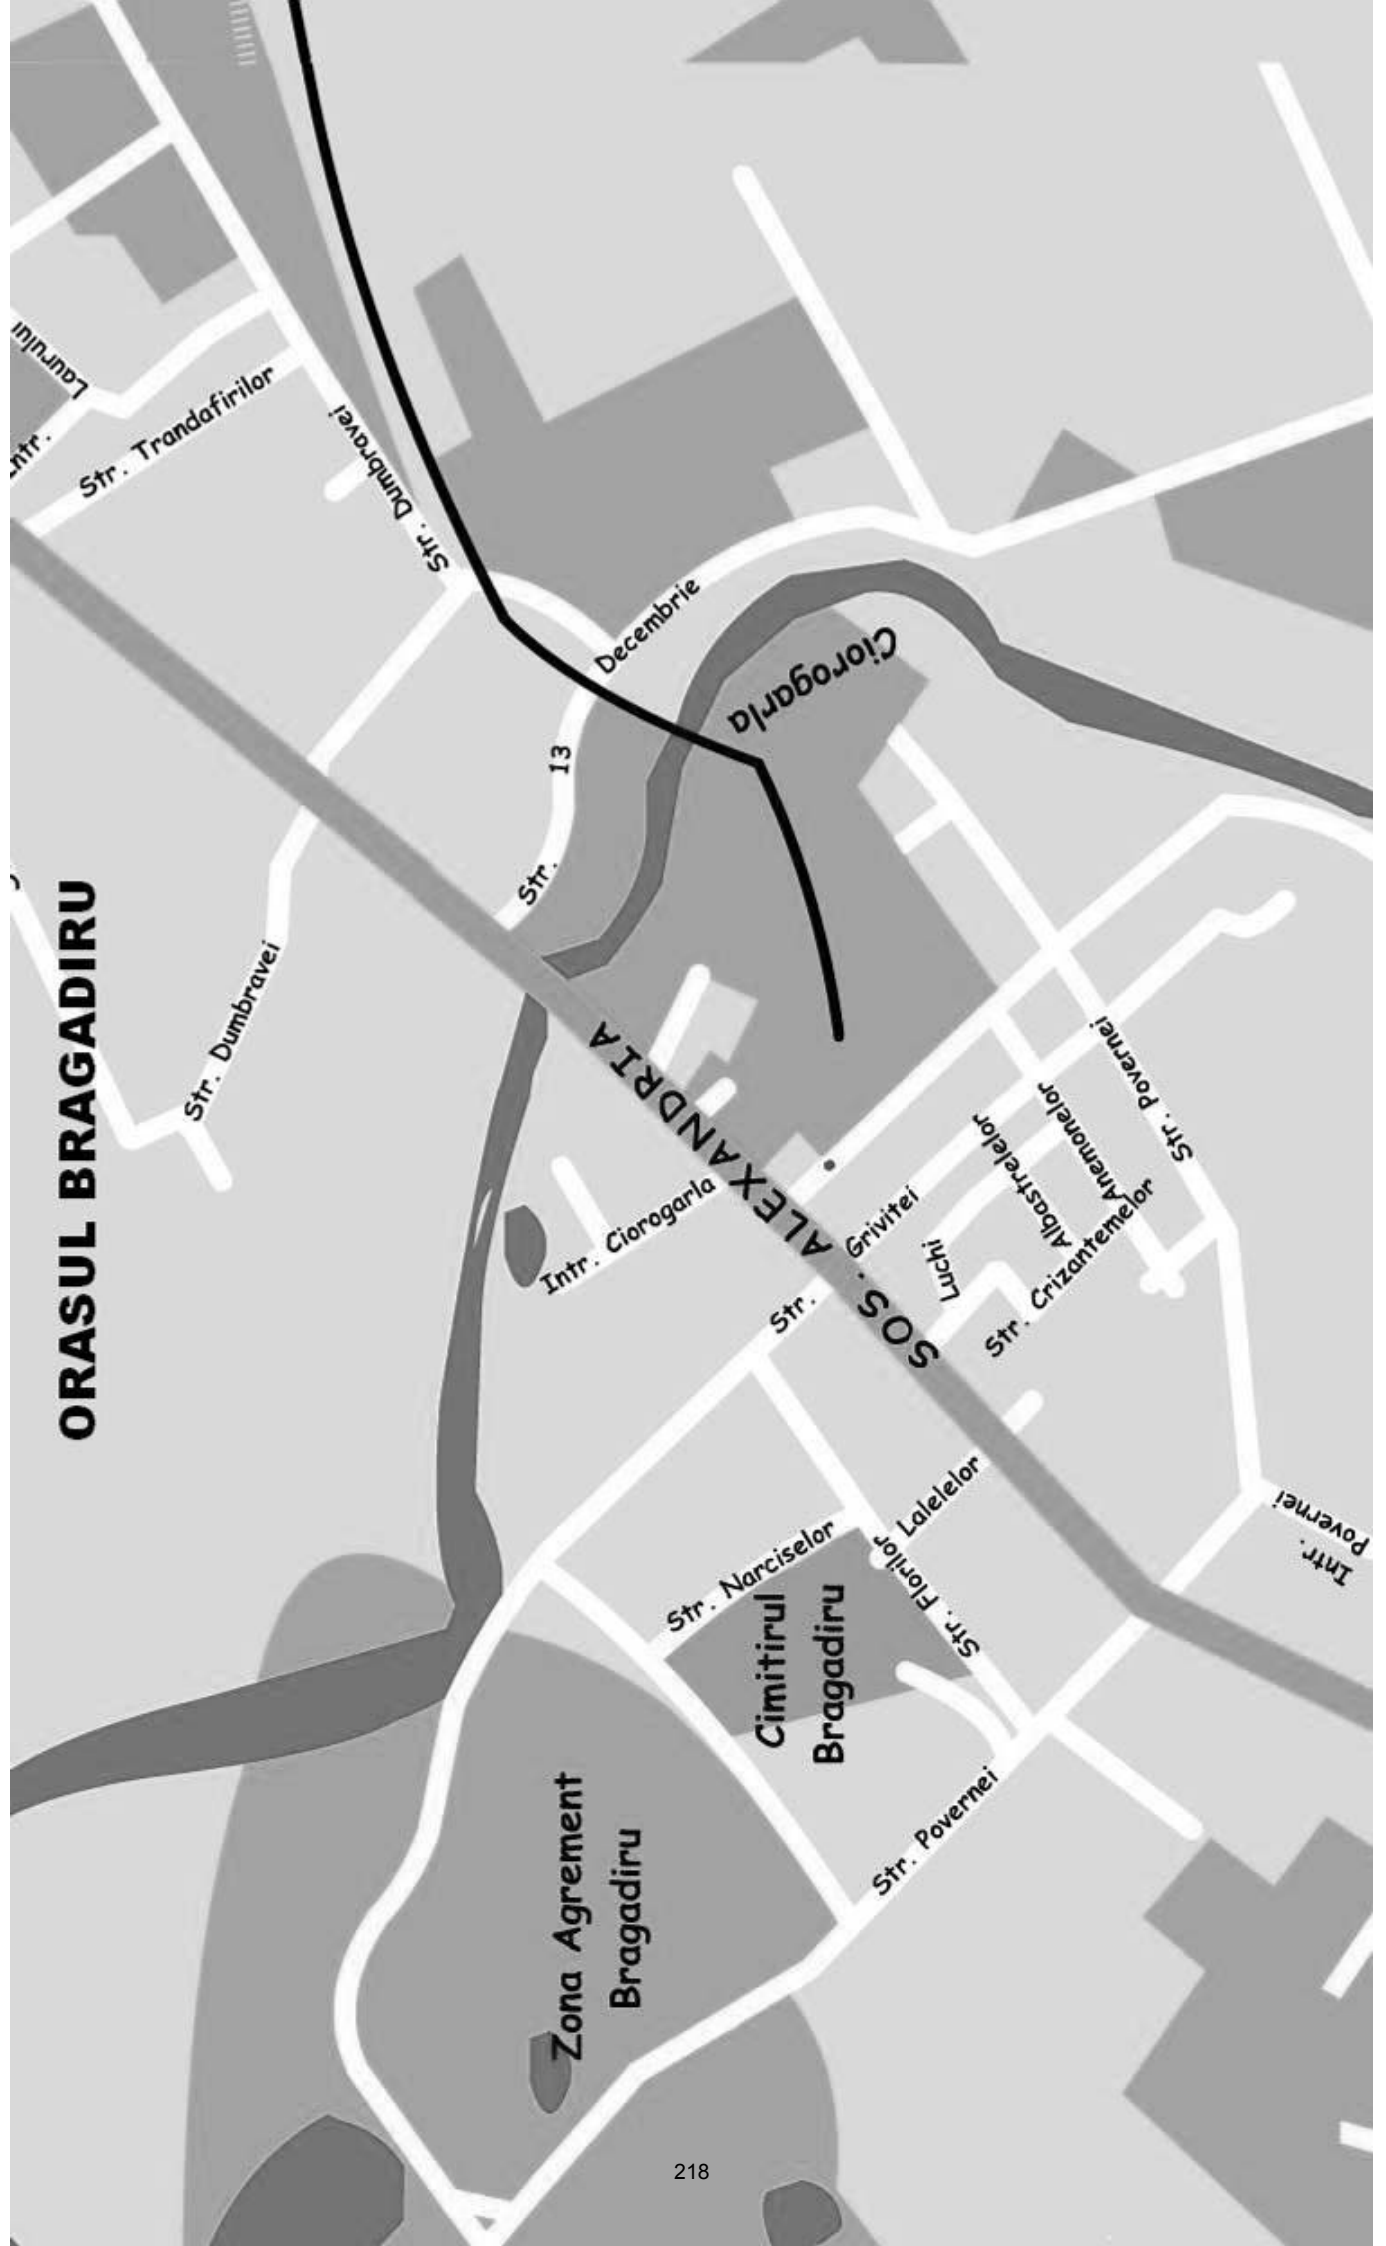 ORASUL BRAGADIRU
Laurului
Intr.
Str. Trandafirilor
Str. Dumbravei
Str. 13 Decembrie
Ciorogarla
Str. Dumbravei
SOS. ALEXANDRIA
Intr. Ciorogarla
Str. Grivitei
Luchi
Albastrelelor
Anemonelor
Str. Crizantemelor
Str. Povernei
Intr.
Povernei
Lalelelor
Str. Narciselor
Str. Florilor
Cimitirul
Bragadiru
Str. Povernei
Zona Agrement
Bragadiru
218